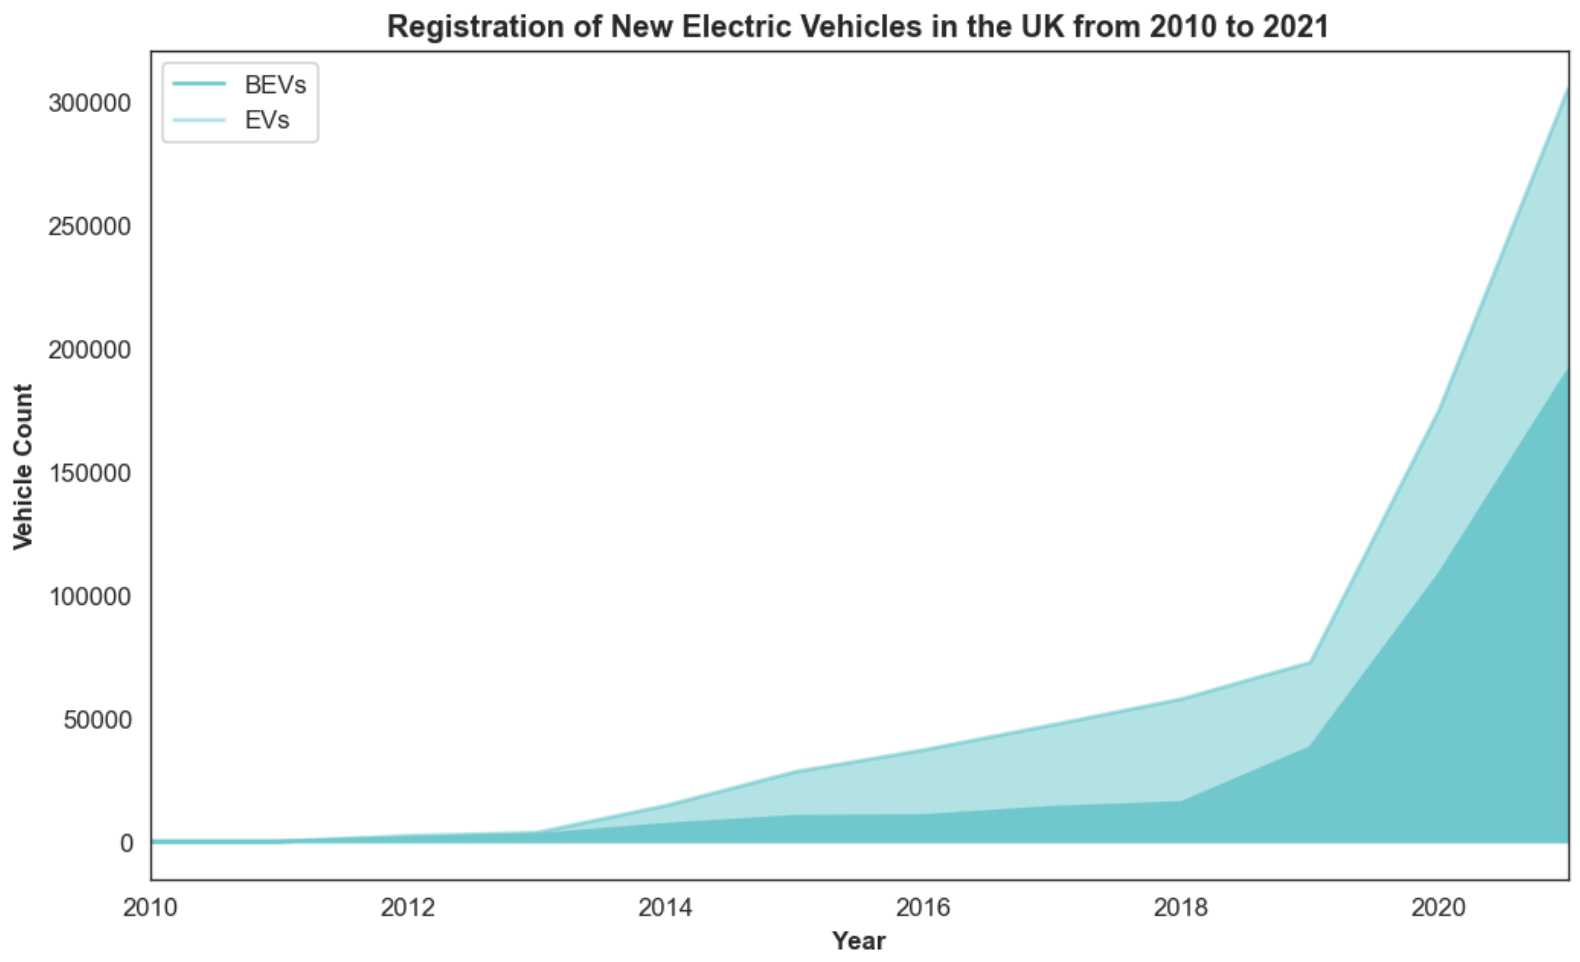 Registration of New Electric Vehicles in the UK from 2010 to 2021
BEVs
EVs
300000
250000
200000
150000
100000
50000
0
Vehicle Count
2010 2012 2014 2016 2018 2020
Year